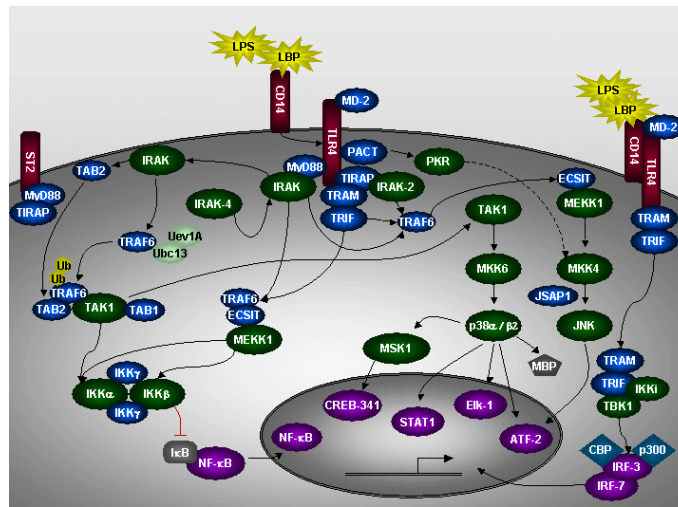 LPS
LBP
CD14
TLR4
MD-2
LPS
LBP
CD14
TLR4
MD-2
ST2
MyD88
TIRAP
TAB2
IRAK
IRAK-4
IRAK
MyD88
PACT
TIRAP
TRAM
TRIF
IRAK-2
PKR
TRAF6
ECSIT
MEKK1
TRAM
TRIF
TRAF6
Uev1A
Ubc13
TAK1
MKK6
MKK4
JSAP1
JNK
Ub
Ub
TRAF6
TAB2
TAK1
TAB1
TRAF6
ECSIT
MEKK1
p38α/β2
MSK1
MBP
IKKγ
IKKα
IKKβ
IKKγ
TRAM
TRIF
IKKi
TBK1
CREB-341
STAT1
Elk-1
ATF-2
NF-κB
IκB
NF-κB
CBP
p300
IRF-3
IRF-7